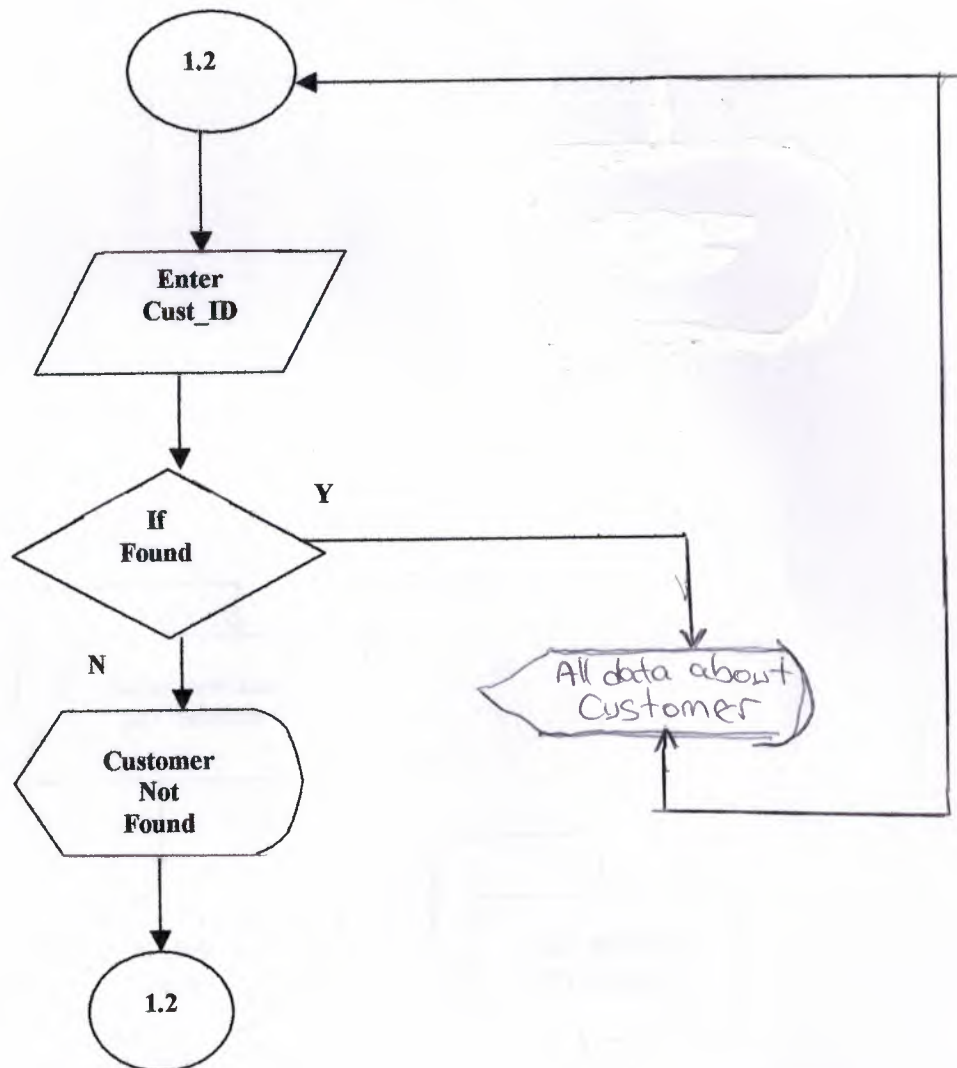 1.2
Enter
Cust_ID
If
Found
Y
N
All data about
Customer
Customer
Not
Found
1.2